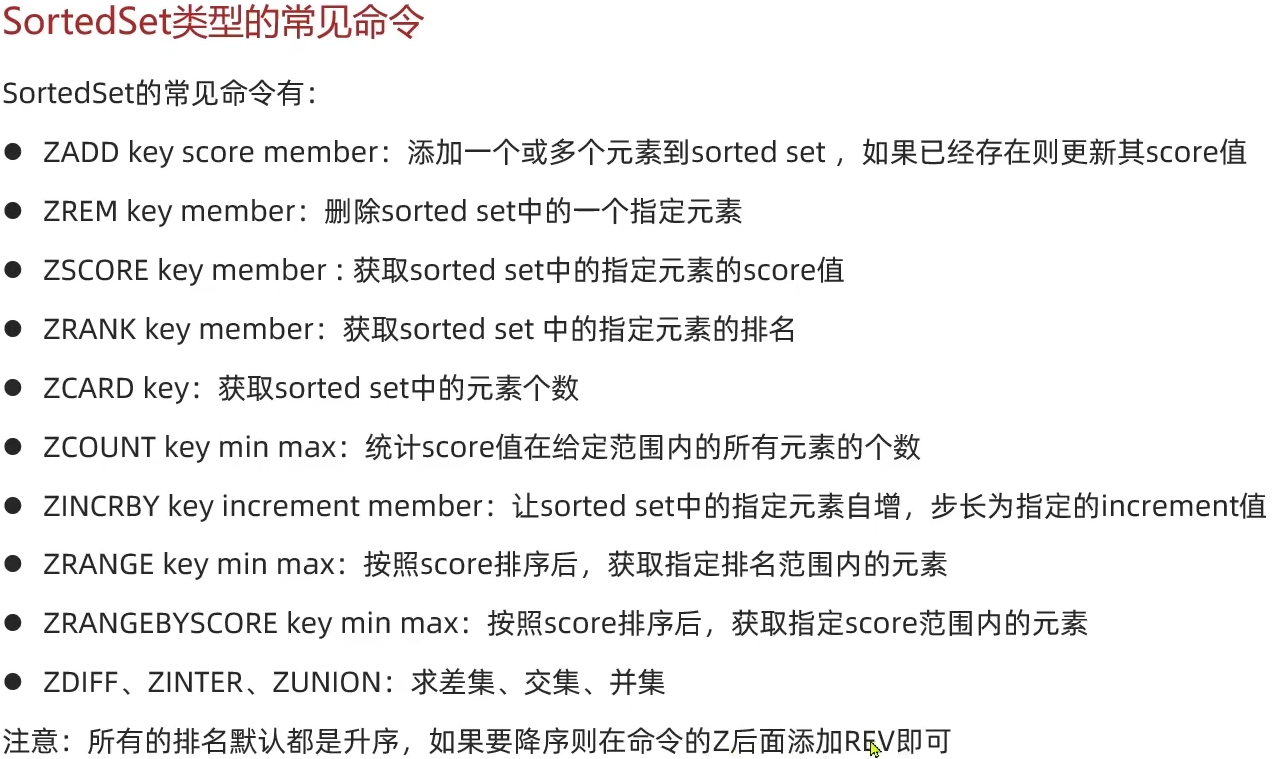 SortedSet类型的常见命令
SortedSet的常见命令有：
● ZADD key score member：添加一个或多个元素到sorted set ，如果已经存在则更新其score值
● ZREM key member：删除sorted set中的一个指定元素
● ZSCORE key member : 获取sorted set中的指定元素的score值
● ZRANK key member：获取sorted set 中的指定元素的排名
● ZCARD key：获取sorted set中的元素个数
● ZCOUNT key min max：统计score值在给定范围内的所有元素的个数
● ZINCRBY key increment member：让sorted set中的指定元素自增，步长为指定的increment值
● ZRANGE key min max：按照score排序后，获取指定排名范围内的元素
● ZRANGEBYSCORE key min max：按照score排序后，获取指定score范围内的元素
● ZDIFF、ZINTER、ZUNION：求差集、交集、并集
注意：所有的排名默认都是升序，如果要降序则在命令的Z后面添加REV即可